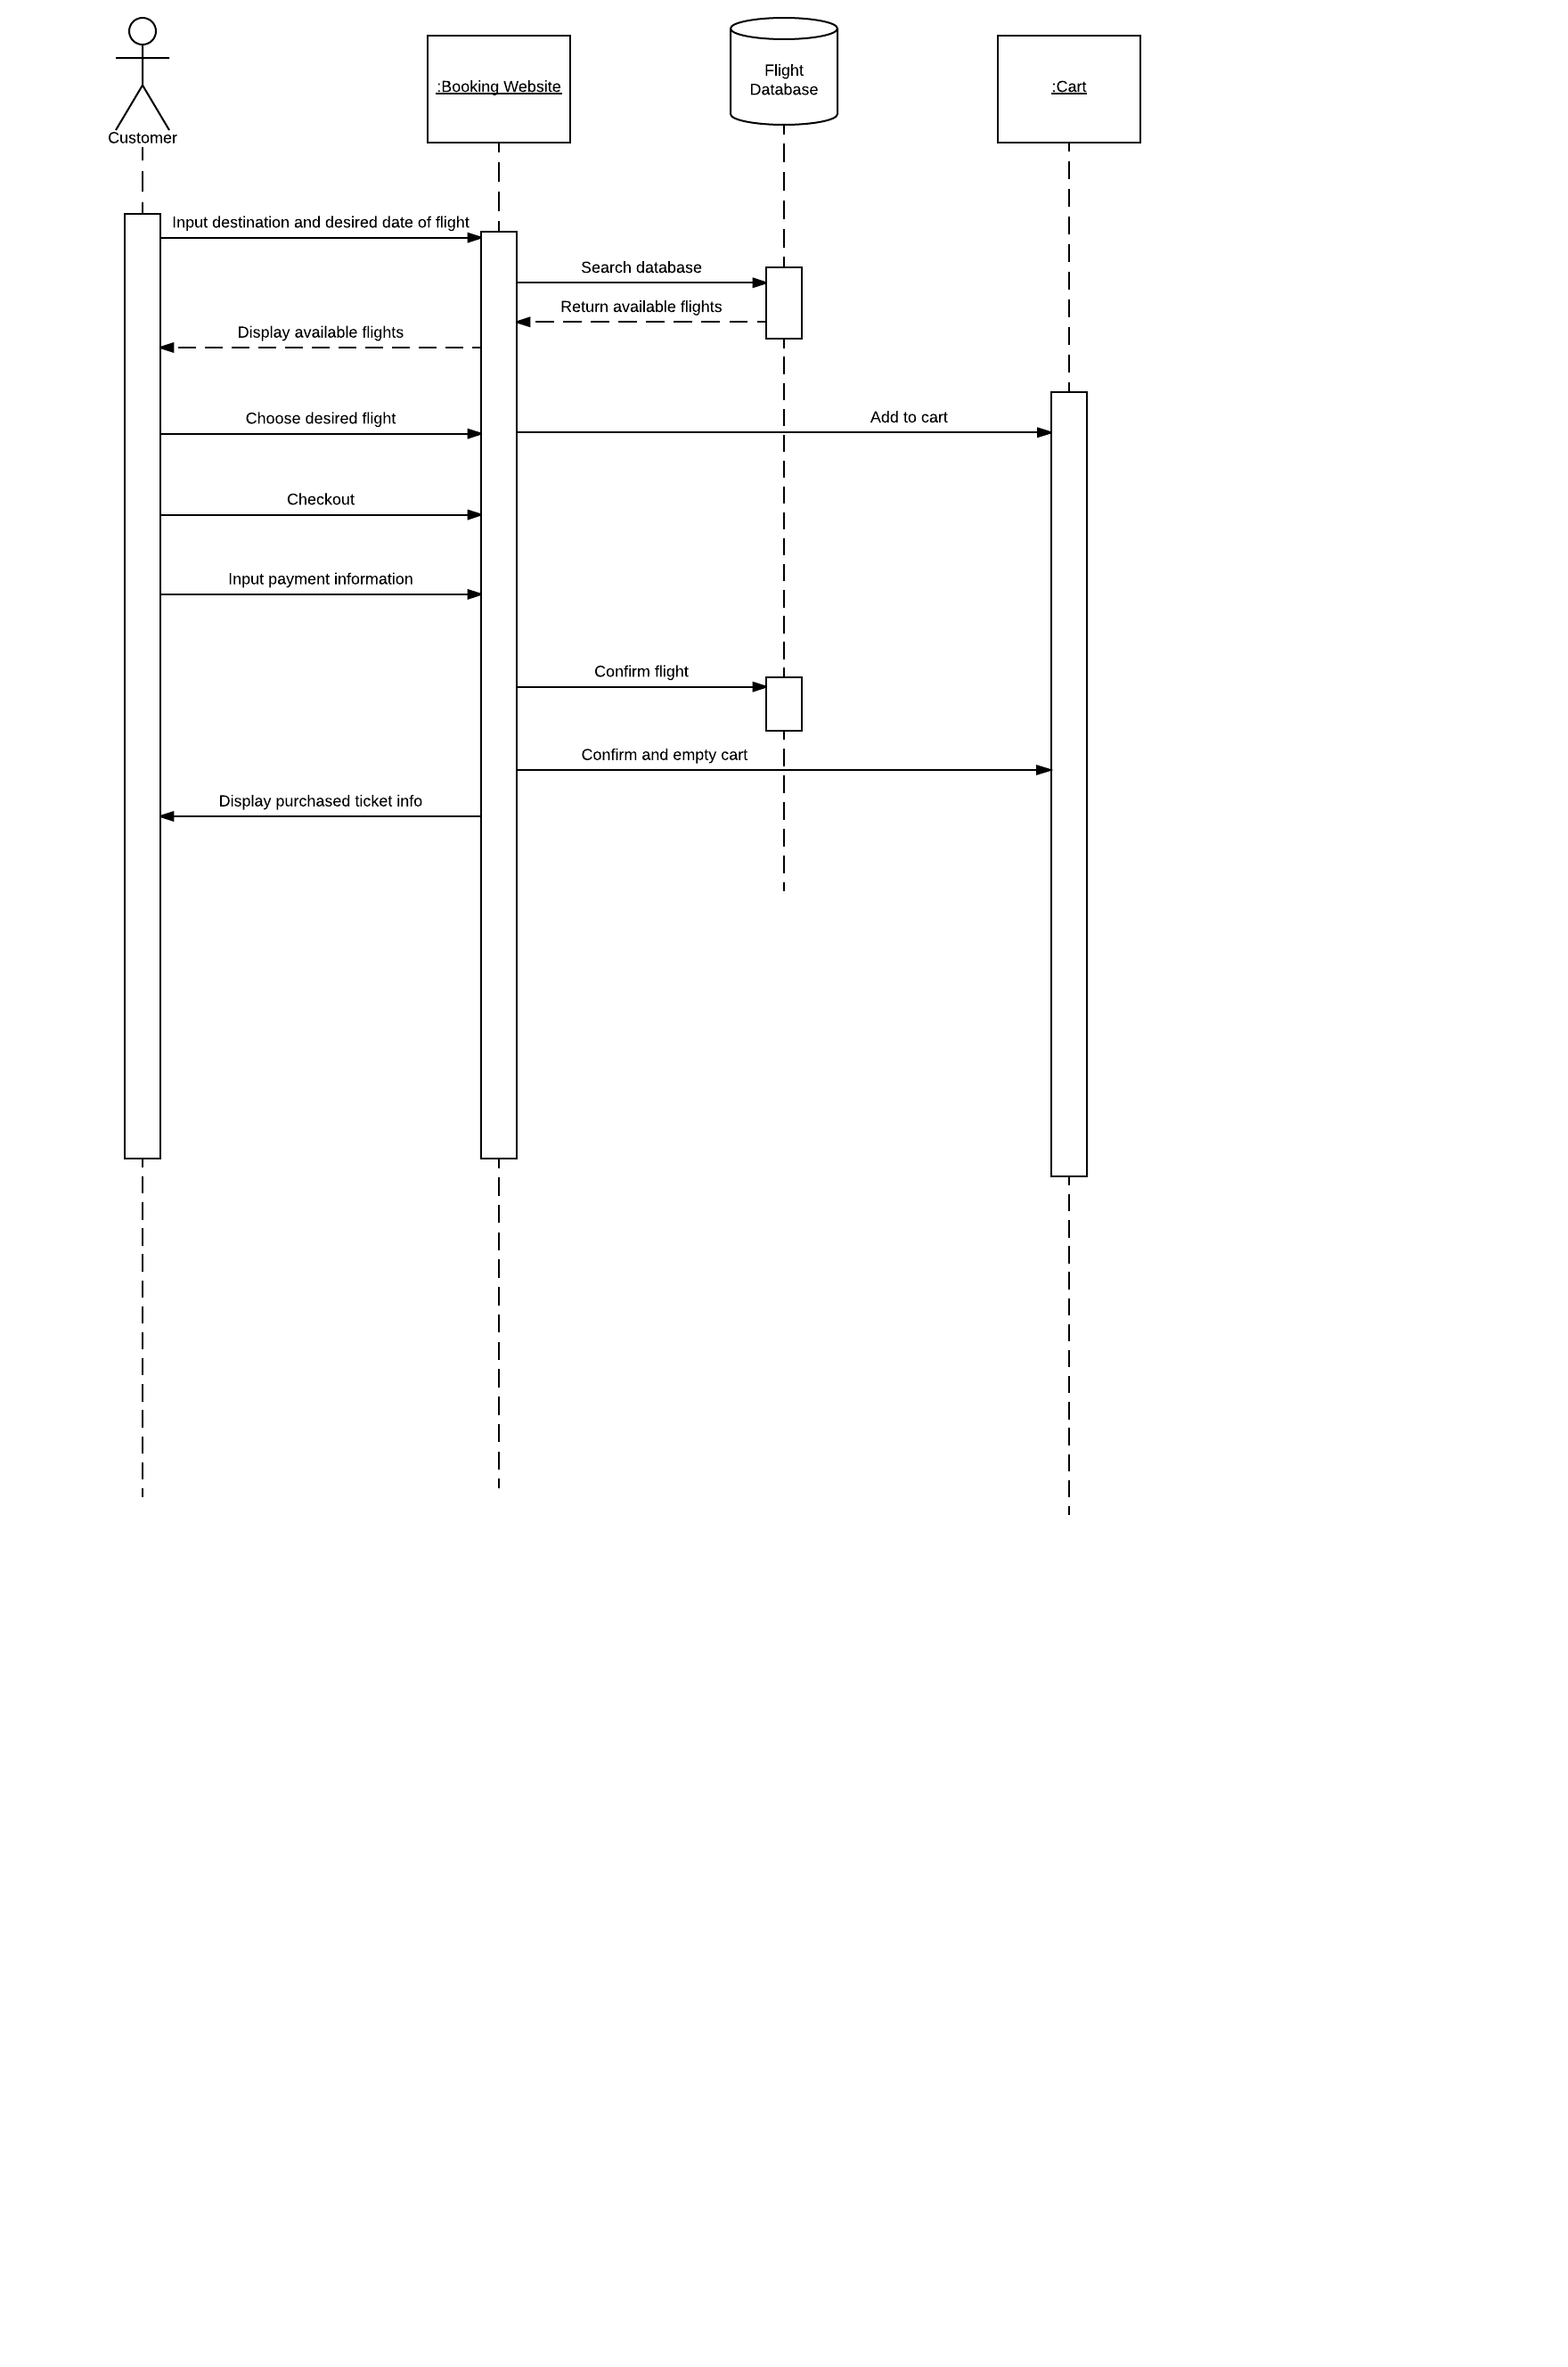 Customer
:Booking Website
Flight
Database
:Cart
Input destination and desired date of flight
Search database
Return available flights
Display available flights
Choose desired flight
Add to cart
Checkout
Input payment information
Confirm flight
Confirm and empty cart
Display purchased ticket info